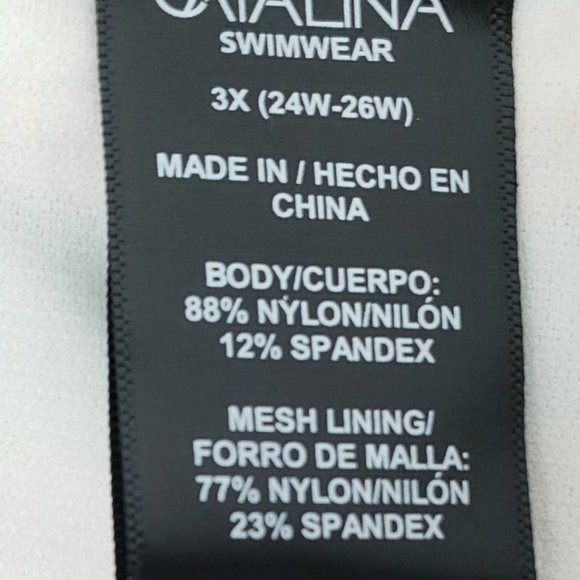 CATALINA
SWIMWEAR
3X (24W-26W)
MADE IN / HECHO EN
CHINA
BODY/CUERPO:
88% NYLON/NILÓN
12% SPANDEX
MESH LINING/
FORRO DE MALLA:
77% NYLON/NILÓN
23% SPANDEX